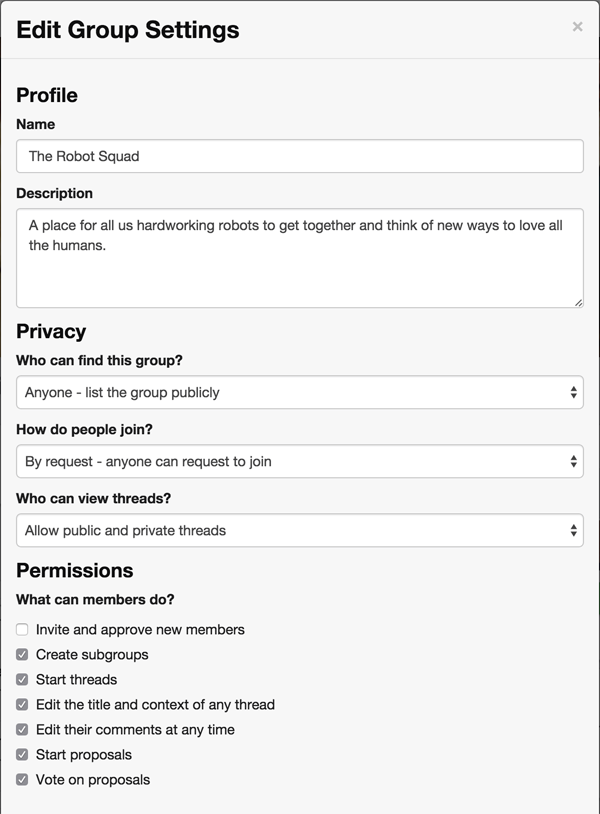 Edit Group Settings
×
Profile
Name
The Robot Squad
Description
A place for all us hardworking robots to get together and think of new ways to love all
the humans.
Privacy
Who can find this group?
Anyone - list the group publicly
How do people join?
By request - anyone can request to join
Who can view threads?
Allow public and private threads
Permissions
What can members do?
Invite and approve new members
Create subgroups
Start threads
Edit the title and context of any thread
Edit their comments at any time
Start proposals
Vote on proposals